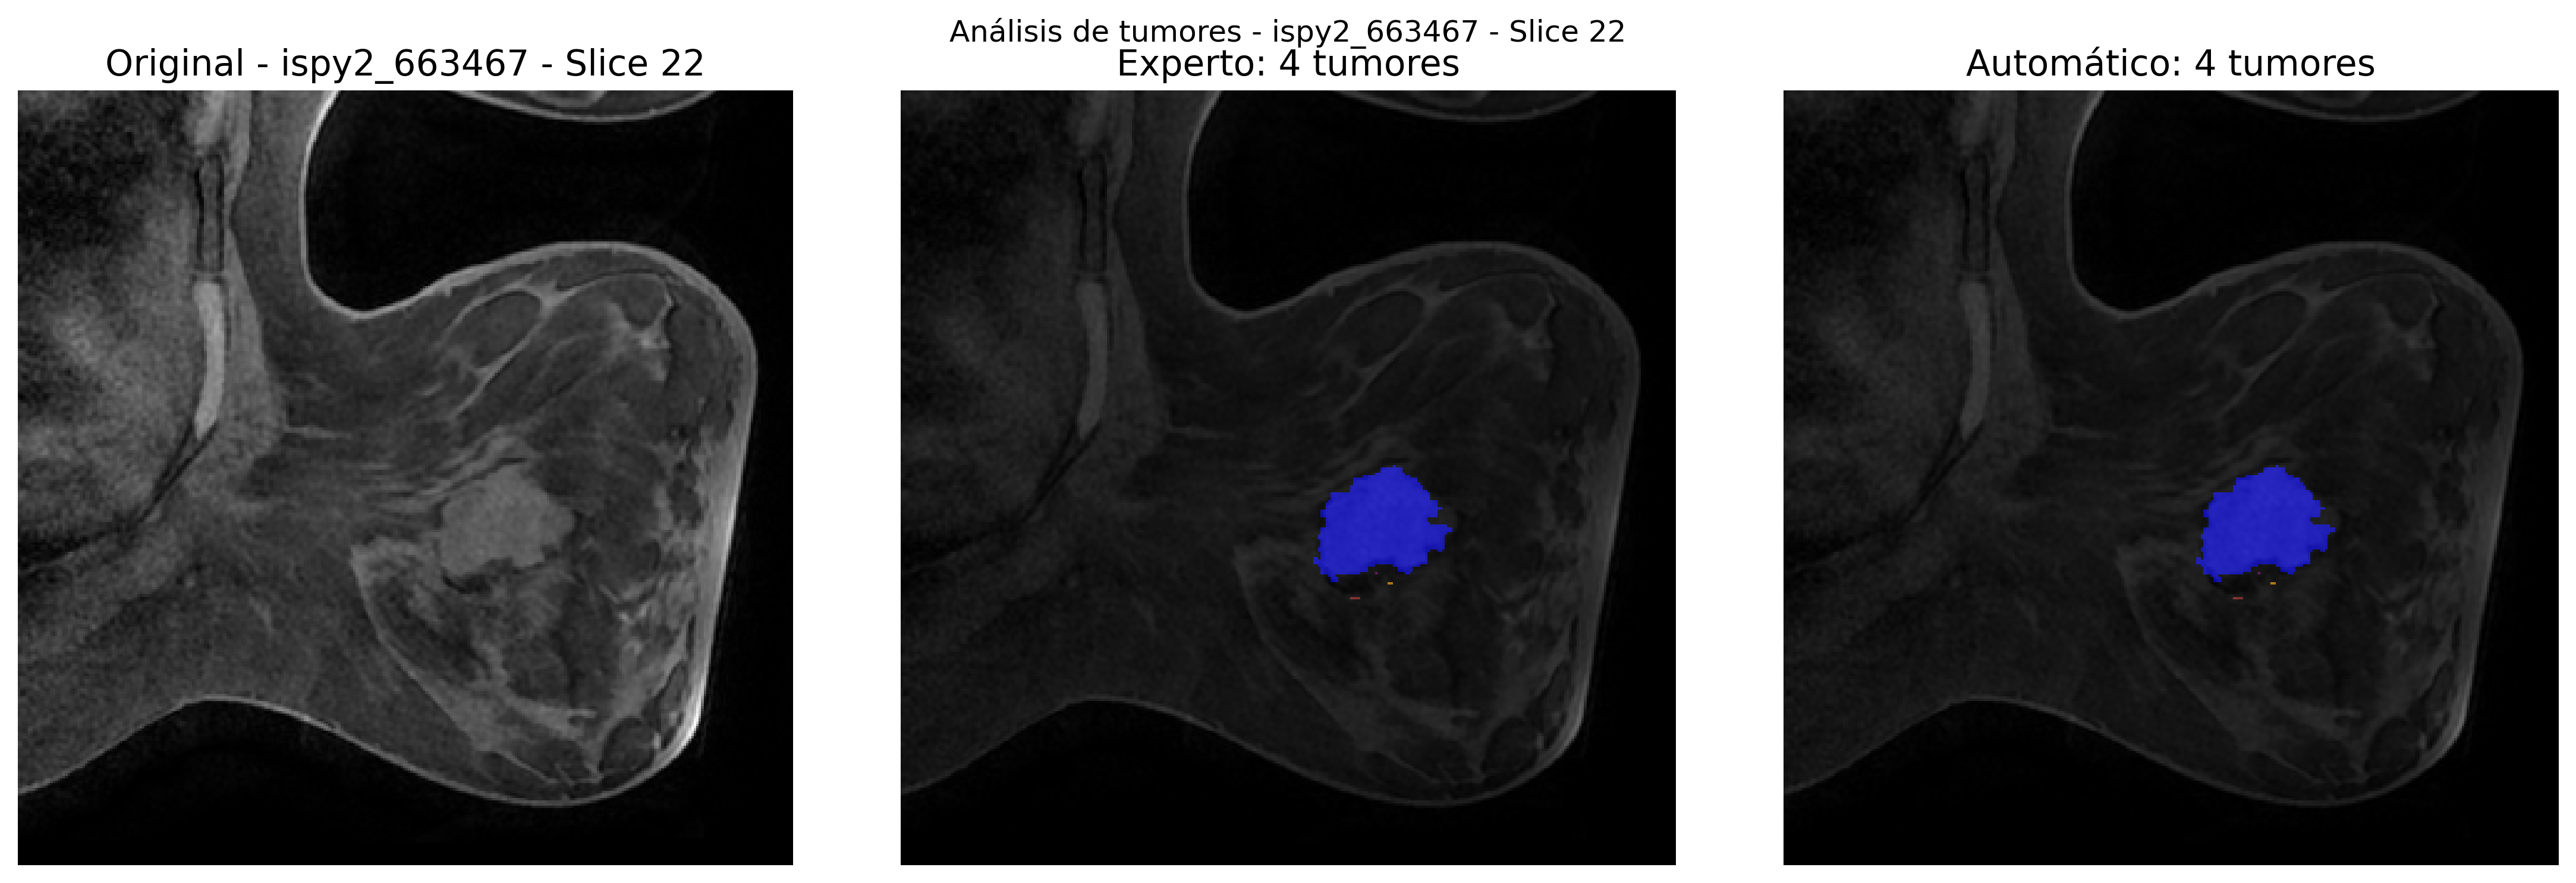 Análisis de tumores - ispy2_663467 - Slice 22
Original - ispy2_663467 - Slice 22
Experto: 4 tumores
Automático: 4 tumores